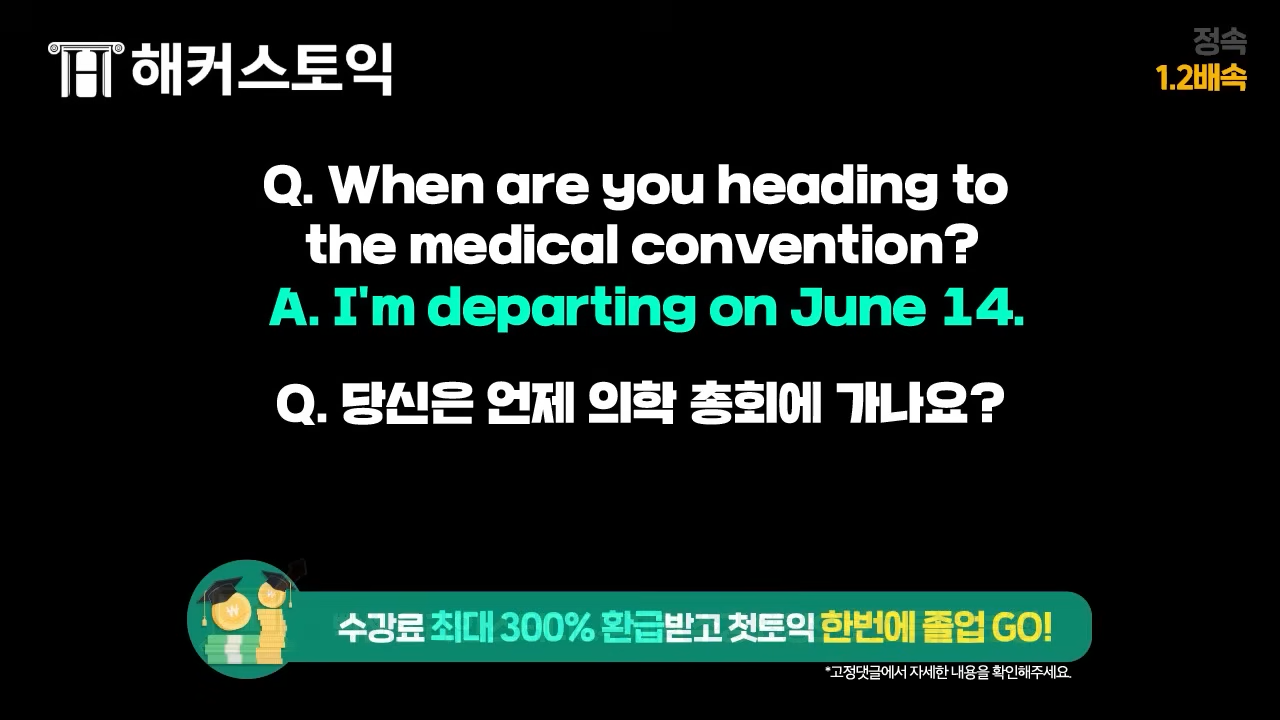 해커스토익
정속
1.2배속
Q. When are you heading to
the medical convention?
A. I'm departing on June 14.
Q. 당신은 언제 의학 총회에 가나요?
수강료 최대 300% 환급받고 첫토익 한번에 졸업 GO!
*고정댓글에서 자세한 내용을 확인해주세요.